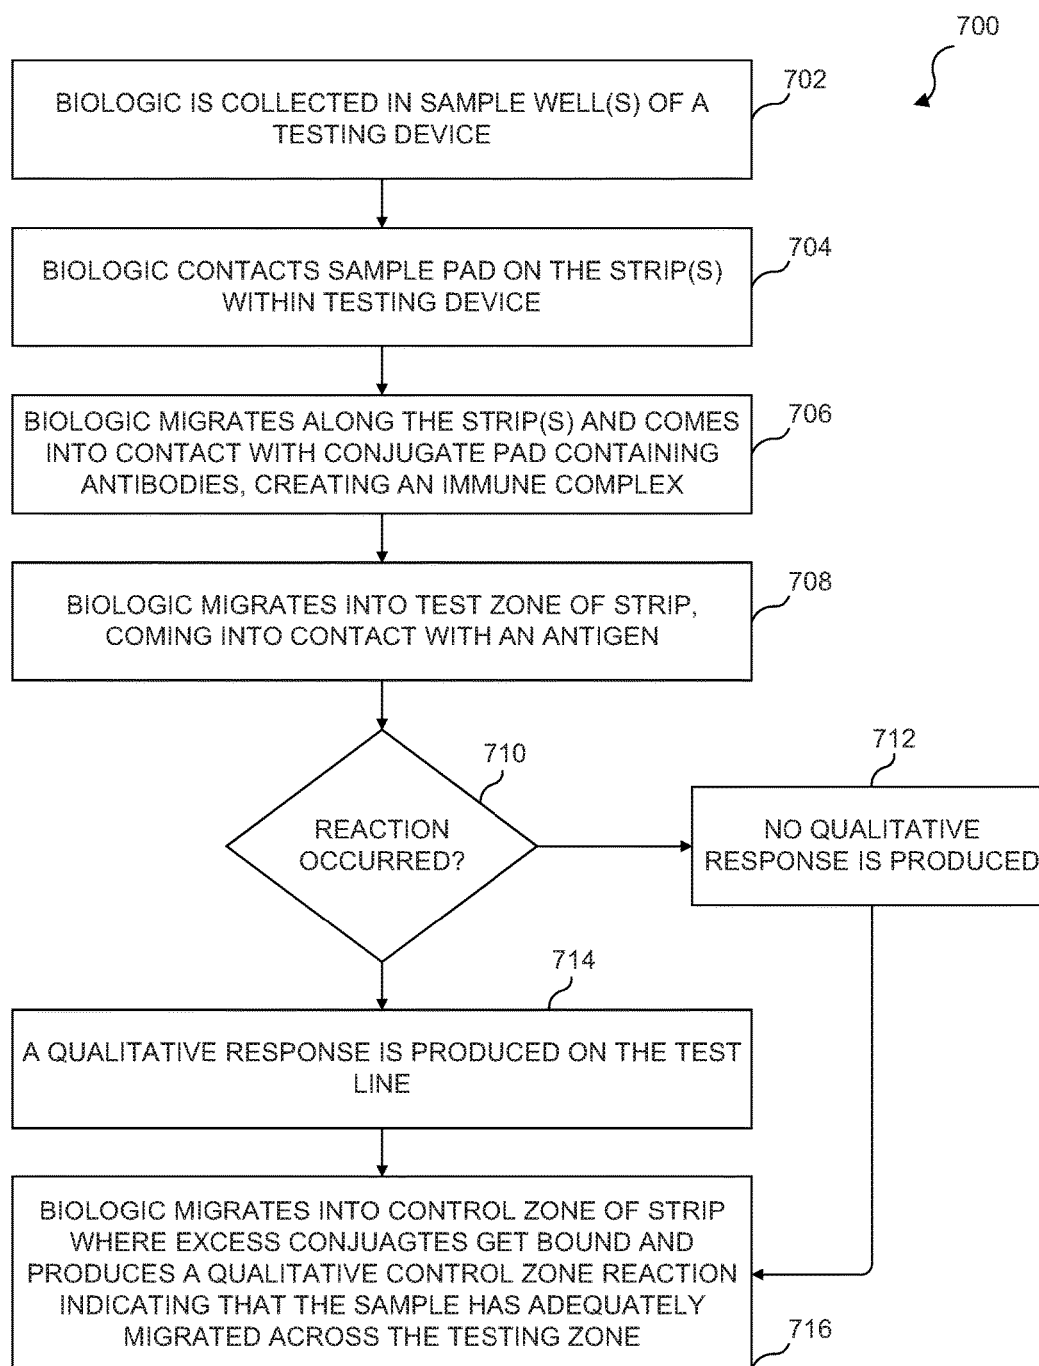 700
BIOLOGIC IS COLLECTED IN SAMPLE WELL(S) OF A
TESTING DEVICE
702
BIOLOGIC CONTACTS SAMPLE PAD ON THE STRIP(S)
WITHIN TESTING DEVICE
704
BIOLOGIC MIGRATES ALONG THE STRIP(S) AND COMES
INTO CONTACT WITH CONJUGATE PAD CONTAINING
ANTIBODIES, CREATING AN IMMUNE COMPLEX
706
BIOLOGIC MIGRATES INTO TEST ZONE OF STRIP,
COMING INTO CONTACT WITH AN ANTIGEN
708
REACTION
OCCURRED?
710
712
NO QUALITATIVE
RESPONSE IS PRODUCED
714
A QUALITATIVE RESPONSE IS PRODUCED ON THE TEST
LINE
BIOLOGIC MIGRATES INTO CONTROL ZONE OF STRIP
WHERE EXCESS CONJUAGTES GET BOUND AND
PRODUCES A QUALITATIVE CONTROL ZONE REACTION
INDICATING THAT THE SAMPLE HAS ADEQUATELY
MIGRATED ACROSS THE TESTING ZONE
716